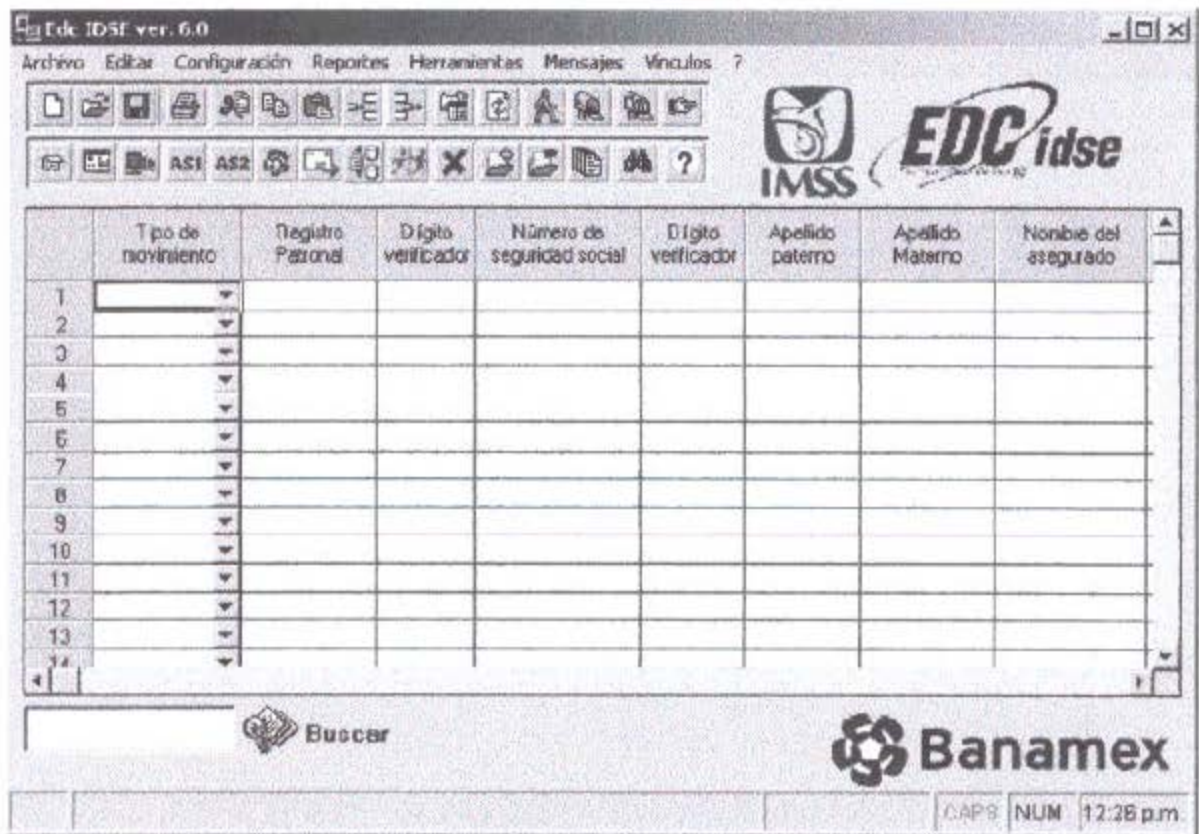 Edc IDSE ver. 6.0
Archivo Editar Configuración Reportes Herramientas Mensajes Vínculos ?
AS1 AS2 ?
IMSS
EDC idse
Tipo de movimiento
Registro Patronal
Dígito verificador
Número de seguridad social
Dígito verificador
Apellido paterno
Apellido Materno
Nombre del asegurado
1
2
3
4
5
6
7
8
9
10
11
12
13
14
Buscar
Banamex
CAPS NUM 12:26 p.m.